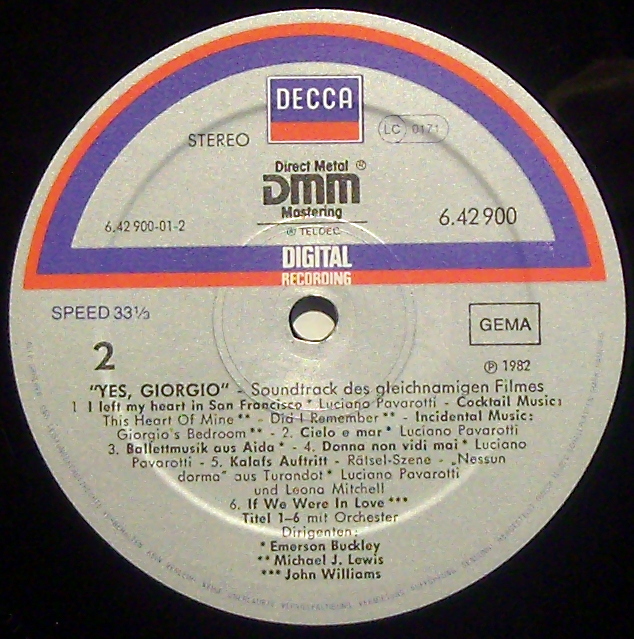 DECCA
STEREO
LC 0171
Direct Metal ®
DMM
Mastering
6.42 900-01-2
6.42 900
℗ TELDEC
DIGITAL
RECORDING
SPEED 33⅓
GEMA
2
℗ 1982
"YES, GIORGIO" - Soundtrack des gleichnamigen Filmes
1 I left my heart in San Francisco* Luciano Pavarotti - Cocktail Music:
This Heart Of Mine** - Did I Remember** - Incidental Music:
Giorgio's Bedroom** - 2. Cielo e mar* Luciano Pavarotti
3. Ballettmusik aus Aida* - 4. Donna non vidi mai* Luciano
Pavarotti - 5. Kalafs Auftritt - Rätsel-Szene - „Nessun
dorma" aus Turandot* Luciano Pavarotti
und Leona Mitchell
6. If We Were In Love***
Titel 1-6 mit Orchester
Dirigenten:
* Emerson Buckley
** Michael J. Lewis
*** John Williams